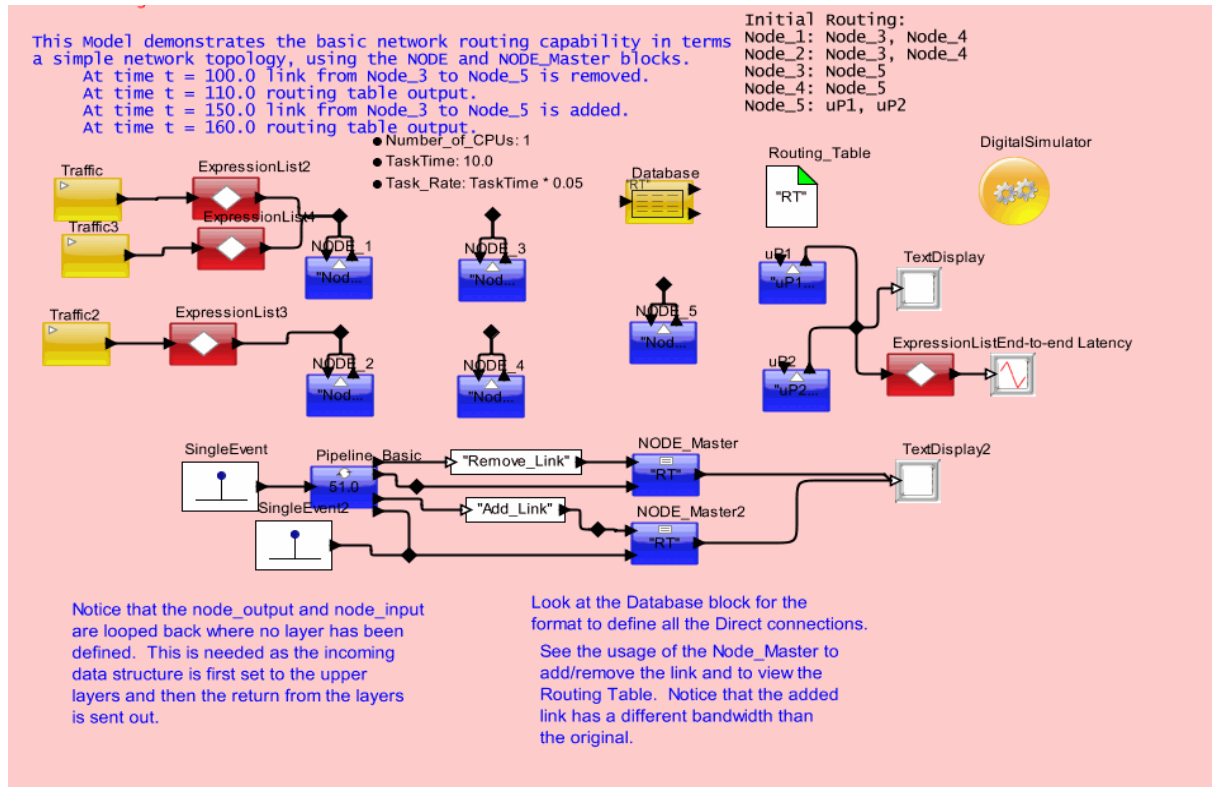 This Model demonstrates the basic network routing capability in terms
a simple network topology, using the NODE and NODE_Master blocks.
At time t = 100.0 link from Node_3 to Node_5 is removed.
At time t = 110.0 routing table output.
At time t = 150.0 link from Node_3 to Node_5 is added.
At time t = 160.0 routing table output.
Initial Routing:
Node_1: Node_3, Node_4
Node_2: Node_3, Node_4
Node_3: Node_5
Node_4: Node_5
Node_5: uP1, uP2
Number_of_CPUs: 1
TaskTime: 10.0
Task_Rate: TaskTime * 0.05
Traffic
ExpressionList2
Traffic3
ExpressionList4
NODE_1
"Nod...
NODE_3
"Nod...
Database
"RT"
Routing_Table
"RT"
DigitalSimulator
uP1
"uP1...
TextDisplay
Traffic2
ExpressionList3
NODE_2
"Nod...
NODE_4
"Nod...
NODE_5
"Nod...
uP2
"uP2...
ExpressionList
End-to-end Latency
SingleEvent
Pipeline_Basic
51.0
"Remove_Link"
NODE_Master
"RT"
TextDisplay2
SingleEvent2
"Add_Link"
NODE_Master2
"RT"
Notice that the node_output and node_input
are looped back where no layer has been
defined. This is needed as the incoming
data structure is first set to the upper
layers and then the return from the layers
is sent out.
Look at the Database block for the
format to define all the Direct connections.
See the usage of the Node_Master to
add/remove the link and to view the
Routing Table. Notice that the added
link has a different bandwidth than
the original.